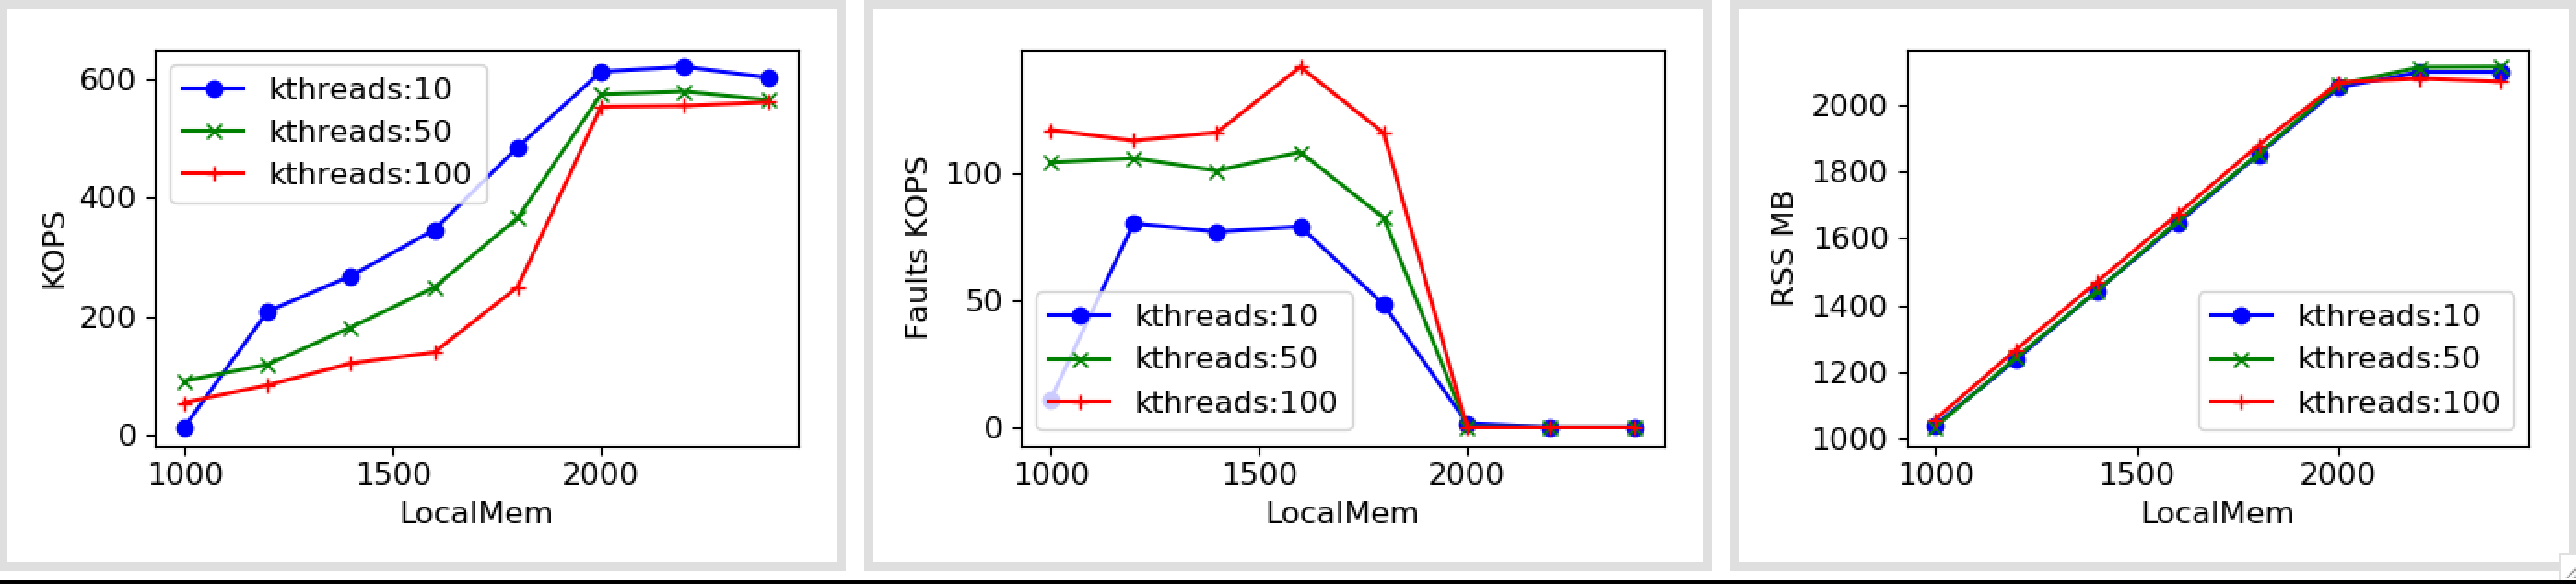 600
400
200
0
KOPS
kthreads:10
kthreads:50
kthreads:100
1000 1500 2000
LocalMem
100
50
0
Faults KOPS
kthreads:10
kthreads:50
kthreads:100
1000 1500 2000
LocalMem
2000
1800
1600
1400
1200
1000
RSS MB
kthreads:10
kthreads:50
kthreads:100
1000 1500 2000
LocalMem